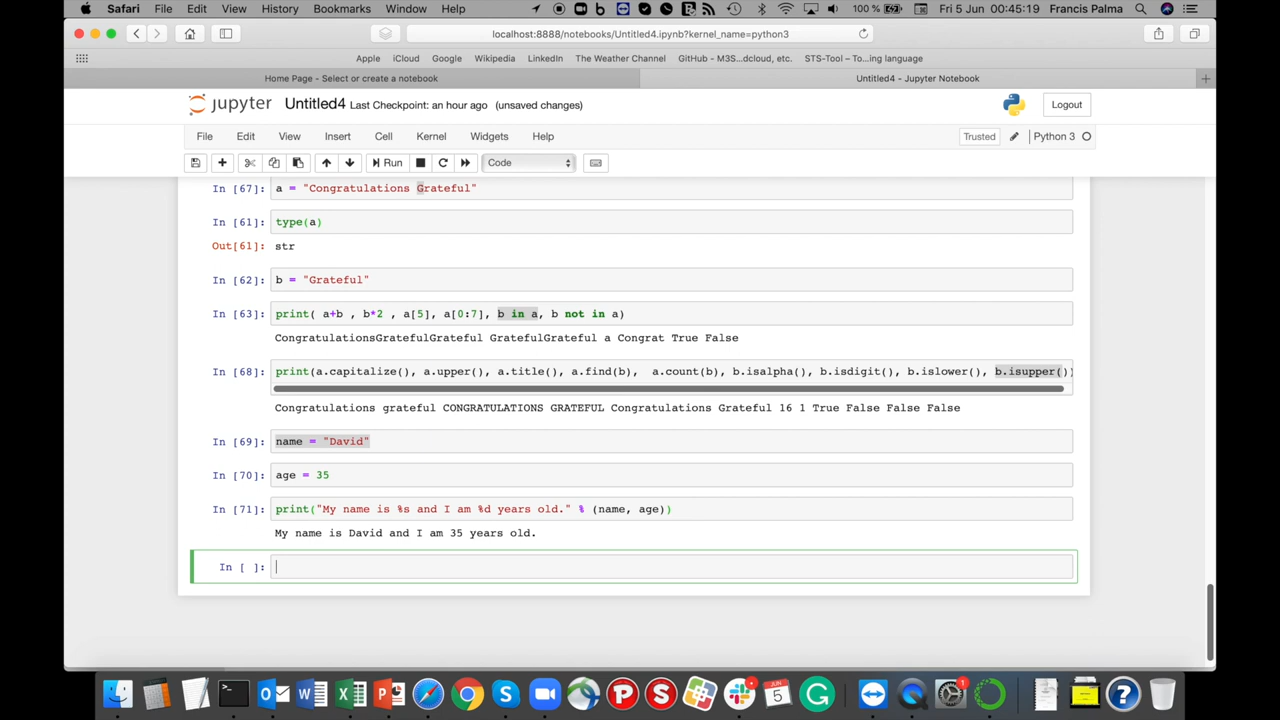 Safari File Edit View History Bookmarks Window Help 100 % Fri 5 Jun 00:45:19 Francis Palma
localhost:8888/notebooks/Untitled4.ipynb?kernel_name=python3
Apple iCloud Google Wikipedia LinkedIn The Weather Channel GitHub - M3S...dcloud, etc. STS-Tool – To...ing language
Home Page - Select or create a notebook Untitled4 - Jupyter Notebook
jupyter Untitled4 Last Checkpoint: an hour ago (unsaved changes) Logout
File Edit View Insert Cell Kernel Widgets Help Trusted Python 3
Run Code
In [67]: a = "Congratulations Grateful"
In [61]: type(a)
Out[61]: str
In [62]: b = "Grateful"
In [63]: print( a+b , b*2 , a[5], a[0:7], b in a, b not in a)
CongratulationsGratefulGrateful GratefulGrateful a Congrat True False
In [68]: print(a.capitalize(), a.upper(), a.title(), a.find(b), a.count(b), b.isalpha(), b.isdigit(), b.islower(), b.isupper())
Congratulations grateful CONGRATULATIONS GRATEFUL Congratulations Grateful 16 1 True False False False
In [69]: name = "David"
In [70]: age = 35
In [71]: print("My name is %s and I am %d years old." % (name, age))
My name is David and I am 35 years old.
In [ ]: